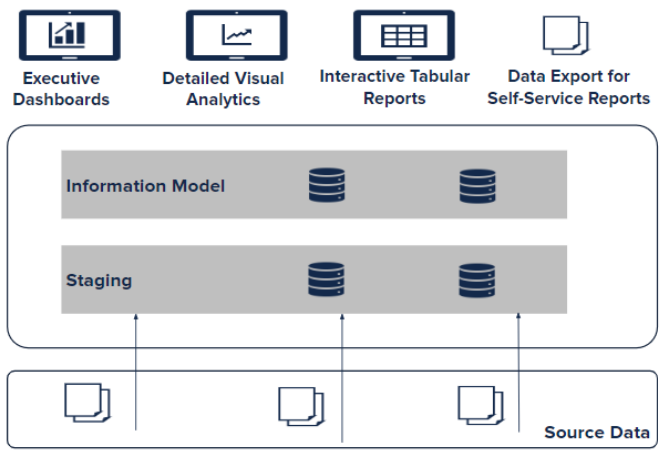 Executive
Dashboards
Detailed Visual
Analytics
Interactive Tabular
Reports
Data Export for
Self-Service Reports
Information Model
Staging
Source Data